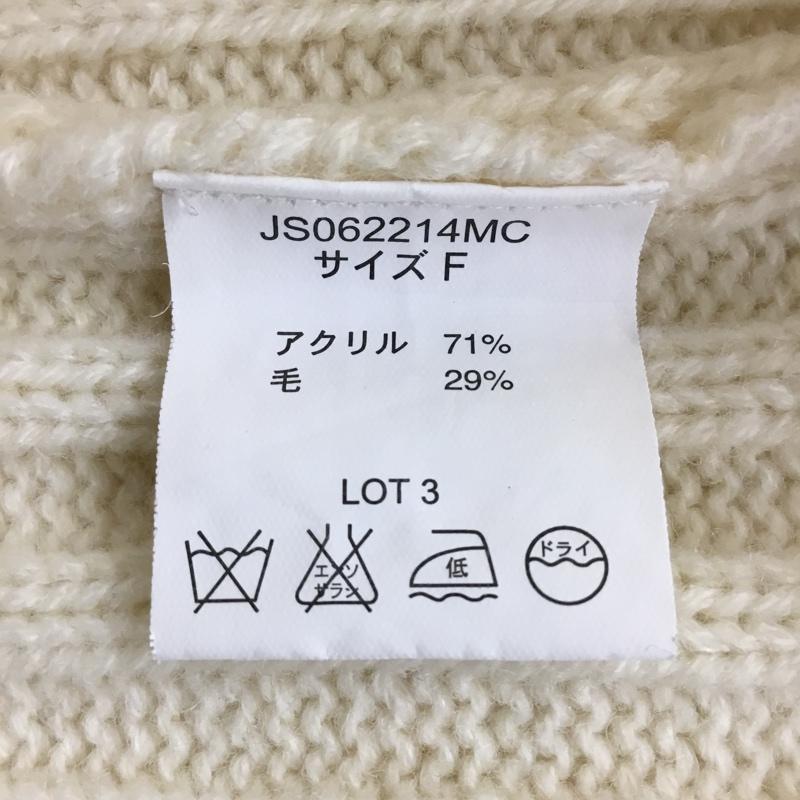 JS062214MC
サイズ F
アクリル 71%
毛 29%
LOT 3
エンソ
サラシ
低
ドライ